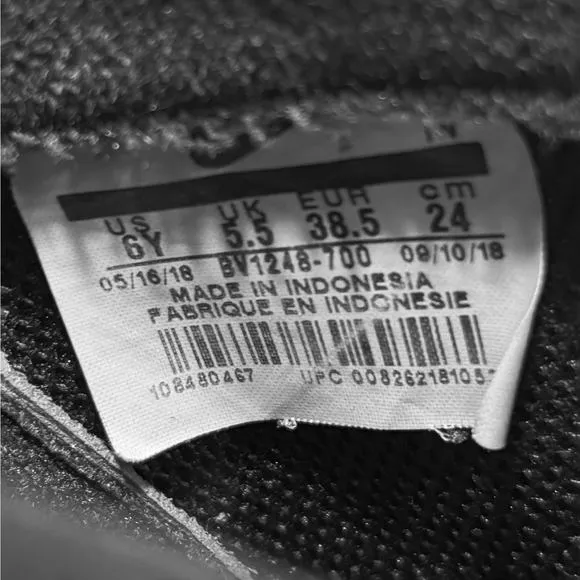 US UK EUR cm
6Y 5.5 38.5 24
05/16/18 BV1248-700 09/10/18
MADE IN INDONESIA
FABRIQUE EN INDONESIE
108480467 UPC 00826218105